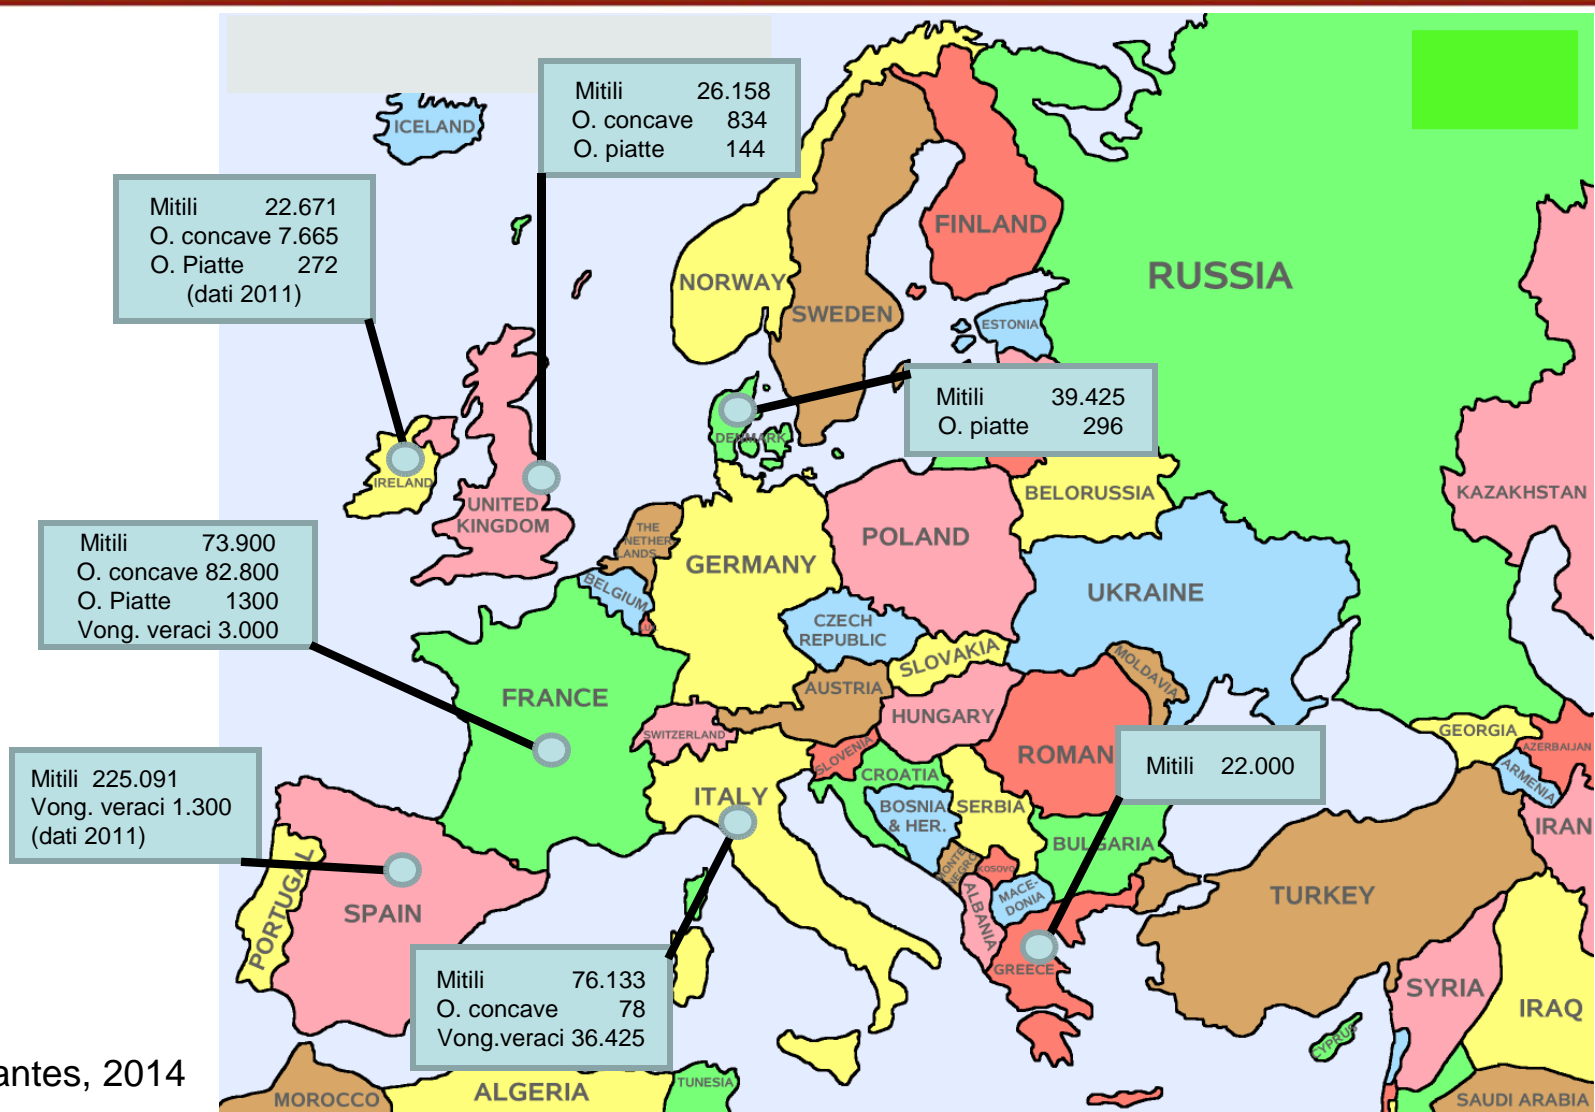 Mitili 26.158
O. concave 834
O. piatte 144
ICELAND
Mitili 22.671
O. concave 7.665
O. Piatte 272
(dati 2011)
FINLAND
NORWAY
SWEDEN
RUSSIA
ESTONIA
Mitili 39.425
O. piatte 296
DENMARK
IRELAND
UNITED
KINGDOM
BELORUSSIA
KAZAKHSTAN
THE
NETHER
LANDS
GERMANY
POLAND
UKRAINE
BELGIUM
Mitili 73.900
O. concave 82.800
O. Piatte 1300
Vong. veraci 3.000
CZECH
REPUBLIC
SLOVAKIA
MOLDAVIA
AUSTRIA
FRANCE
HUNGARY
SWITZERLAND
SLOVENIA
ROMAN
GEORGIA
AZERBAIJAN
ARMENIA
Mitili 22.000
Mitili 225.091
Vong. veraci 1.300
(dati 2011)
CROATIA
ITALY
BOSNIA
& HER.
SERBIA
BULGARIA
IRAN
MONTE
NEGRO
KOSOVO
MACE-
DONIA
ALBANIA
TURKEY
PORTUGAL
SPAIN
GREECE
SYRIA
IRAQ
Mitili 76.133
O. concave 78
Vong.veraci 36.425
CYPRUS
antes, 2014
MOROCCO
ALGERIA
TUNESIA
SAUDI ARABIA